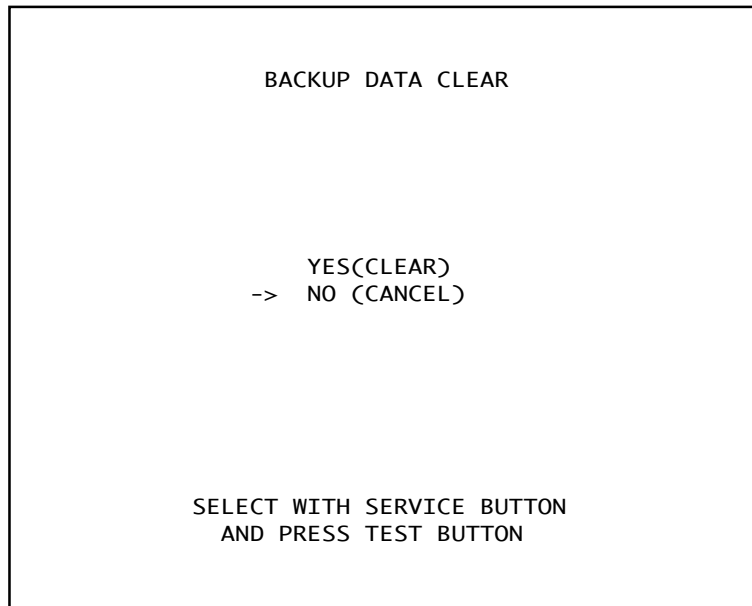 BACKUP DATA CLEAR
YES(CLEAR)
-> NO (CANCEL)
SELECT WITH SERVICE BUTTON
AND PRESS TEST BUTTON